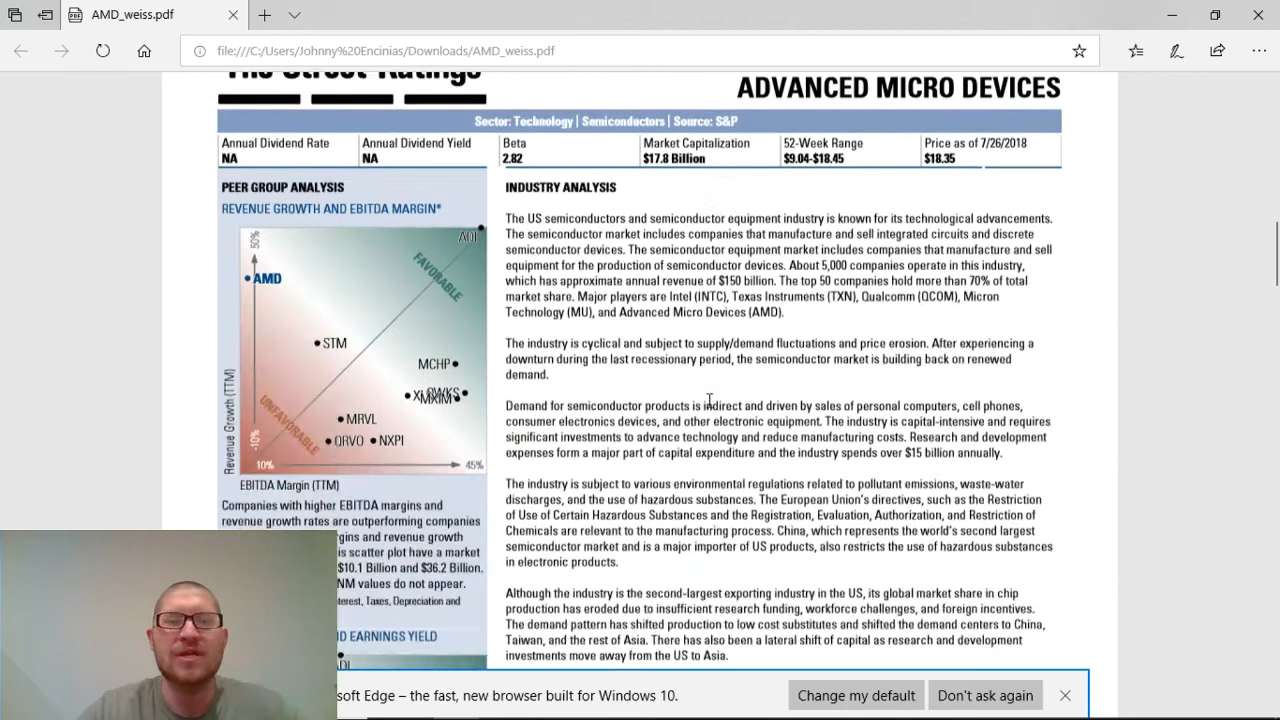 AMD_weiss.pdf
file:///C:/Users/Johnny%20Encinias/Downloads/AMD_weiss.pdf
The Street Ratings
ADVANCED MICRO DEVICES
Sector: Technology | Semiconductors | Source: S&P
Annual Dividend Rate
NA
Annual Dividend Yield
NA
Beta
2.82
Market Capitalization
$17.8 Billion
52-Week Range
$9.04-$18.45
Price as of 7/26/2018
$18.35
PEER GROUP ANALYSIS
REVENUE GROWTH AND EBITDA MARGIN*
Revenue Growth (TTM)
50%
-10%
ADI
AMD
FAVORABLE
STM
MCHP
MRVL
QRVO
NXPI
UNFAVORABLE
10%
45%
EBITDA Margin (TTM)
Companies with higher EBITDA margins and
revenue growth rates are outperforming companies
rgins and revenue growth
is scatter plot have a market
$10.1 Billion and $36.2 Billion.
NM values do not appear.
terest, Taxes, Depreciation and
D EARNINGS YIELD
ADI
INDUSTRY ANALYSIS
The US semiconductors and semiconductor equipment industry is known for its technological advancements.
The semiconductor market includes companies that manufacture and sell integrated circuits and discrete
semiconductor devices. The semiconductor equipment market includes companies that manufacture and sell
equipment for the production of semiconductor devices. About 5,000 companies operate in this industry,
which has approximate annual revenue of $150 billion. The top 50 companies hold more than 70% of total
market share. Major players are Intel (INTC), Texas Instruments (TXN), Qualcomm (QCOM), Micron
Technology (MU), and Advanced Micro Devices (AMD).
The industry is cyclical and subject to supply/demand fluctuations and price erosion. After experiencing a
downturn during the last recessionary period, the semiconductor market is building back on renewed
demand.
Demand for semiconductor products is indirect and driven by sales of personal computers, cell phones,
consumer electronics devices, and other electronic equipment. The industry is capital-intensive and requires
significant investments to advance technology and reduce manufacturing costs. Research and development
expenses form a major part of capital expenditure and the industry spends over $15 billion annually.
The industry is subject to various environmental regulations related to pollutant emissions, waste-water
discharges, and the use of hazardous substances. The European Union's directives, such as the Restriction
of Use of Certain Hazardous Substances and the Registration, Evaluation, Authorization, and Restriction of
Chemicals are relevant to the manufacturing process. China, which represents the world's second largest
semiconductor market and is a major importer of US products, also restricts the use of hazardous substances
in electronic products.
Although the industry is the second-largest exporting industry in the US, its global market share in chip
production has eroded due to insufficient research funding, workforce challenges, and foreign incentives.
The demand pattern has shifted production to low cost substitutes and shifted the demand centers to China,
Taiwan, and the rest of Asia. There has also been a lateral shift of capital as research and development
investments move away from the US to Asia.
soft Edge – the fast, new browser built for Windows 10.
Change my default
Don't ask again